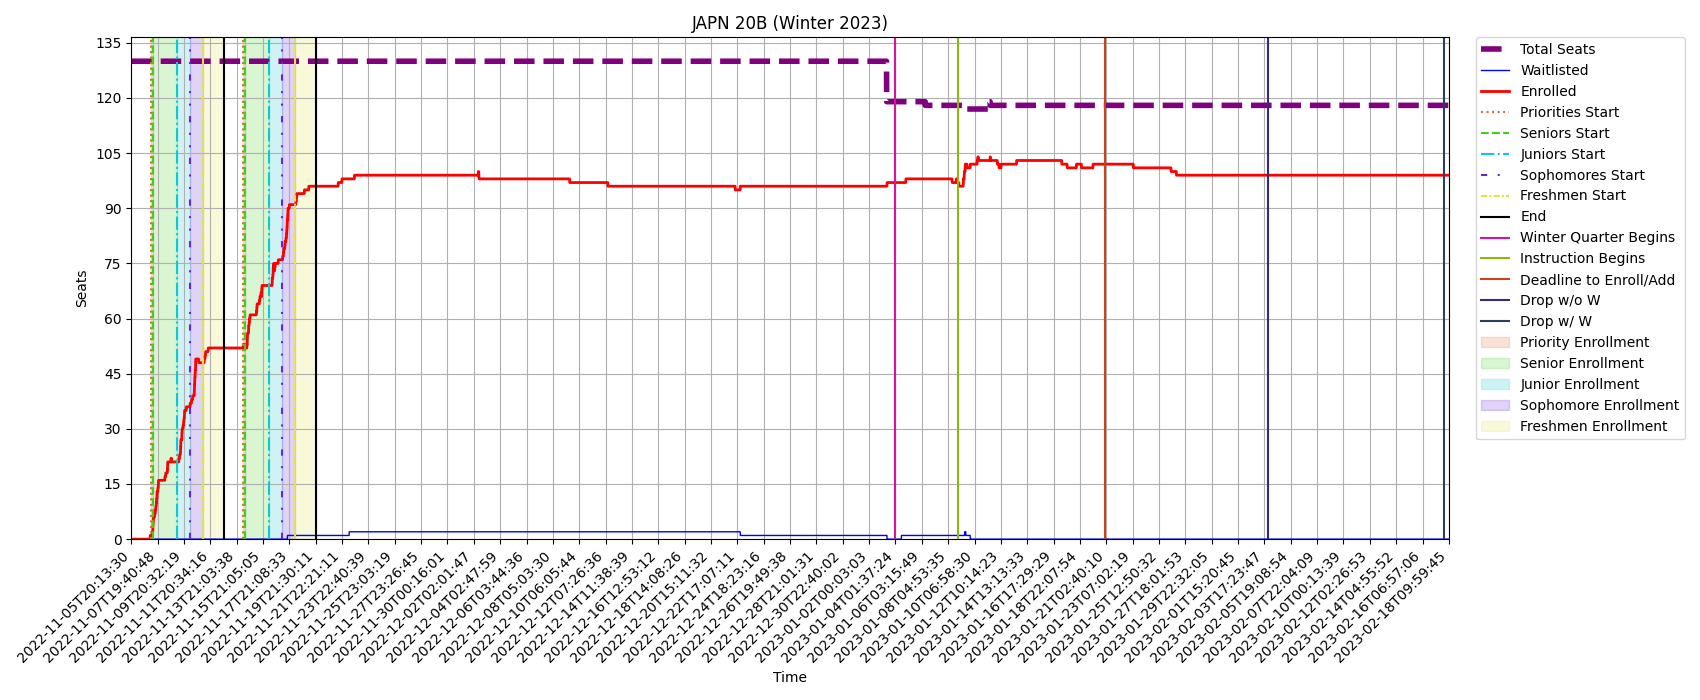 JAPN 20B (Winter 2023)
Seats
135
120
105
90
75
60
45
30
15
0
2022-11-05T20:13:30
2022-11-07T19:40:48
2022-11-09T20:32:19
2022-11-11T20:34:16
2022-11-13T21:03:38
2022-11-15T21:05:05
2022-11-17T21:08:33
2022-11-19T21:30:11
2022-11-21T22:21:11
2022-11-23T22:40:39
2022-11-25T23:03:19
2022-11-27T23:26:45
2022-11-30T00:16:01
2022-12-02T02:01:47
2022-12-04T02:47:59
2022-12-06T03:44:36
2022-12-08T05:03:30
2022-12-10T06:05:44
2022-12-12T07:26:36
2022-12-14T11:38:39
2022-12-16T12:53:12
2022-12-18T14:08:26
2022-12-20T15:11:32
2022-12-22T17:07:11
2022-12-24T18:23:16
2022-12-26T19:49:38
2022-12-28T21:01:31
2022-12-30T22:40:02
2023-01-02T00:03:03
2023-01-04T01:37:24
2023-01-06T03:15:49
2023-01-08T04:53:35
2023-01-10T06:58:30
2023-01-12T10:14:23
2023-01-14T13:13:33
2023-01-16T17:29:29
2023-01-18T22:07:54
2023-01-21T02:40:10
2023-01-23T07:02:19
2023-01-25T12:50:32
2023-01-27T18:01:53
2023-01-29T22:32:05
2023-02-01T15:20:45
2023-02-03T17:23:47
2023-02-05T19:08:54
2023-02-07T22:04:09
2023-02-10T00:13:39
2023-02-12T02:26:53
2023-02-14T04:55:52
2023-02-16T06:57:06
2023-02-18T09:59:45
Time
Total Seats
Waitlisted
Enrolled
Priorities Start
Seniors Start
Juniors Start
Sophomores Start
Freshmen Start
End
Winter Quarter Begins
Instruction Begins
Deadline to Enroll/Add
Drop w/o W
Drop w/ W
Priority Enrollment
Senior Enrollment
Junior Enrollment
Sophomore Enrollment
Freshmen Enrollment